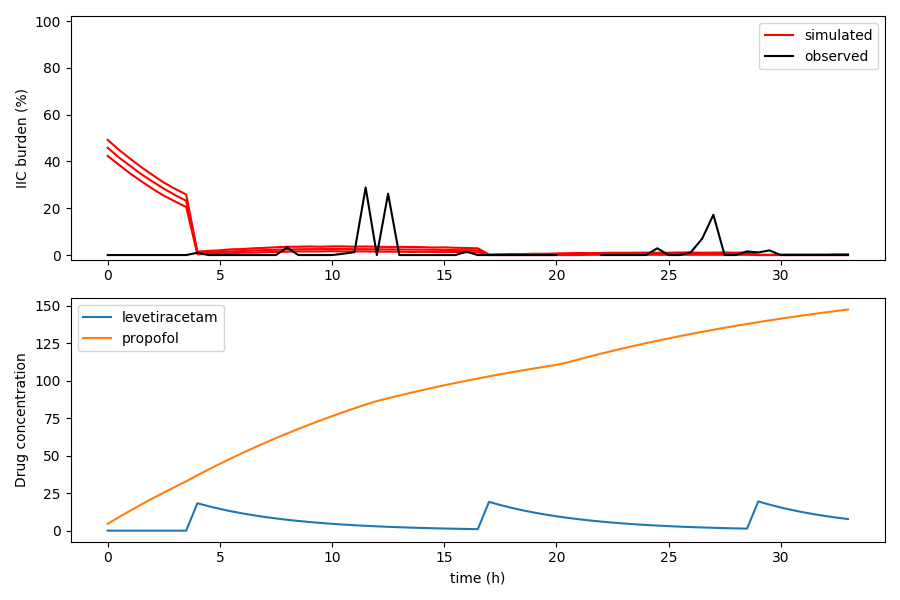 100
80
60
40
20
0
IIC burden (%)
simulated
observed
0 5 10 15 20 25 30
150
125
100
75
50
25
0
Drug concentration
levetiracetam
propofol
0 5 10 15 20 25 30
time (h)